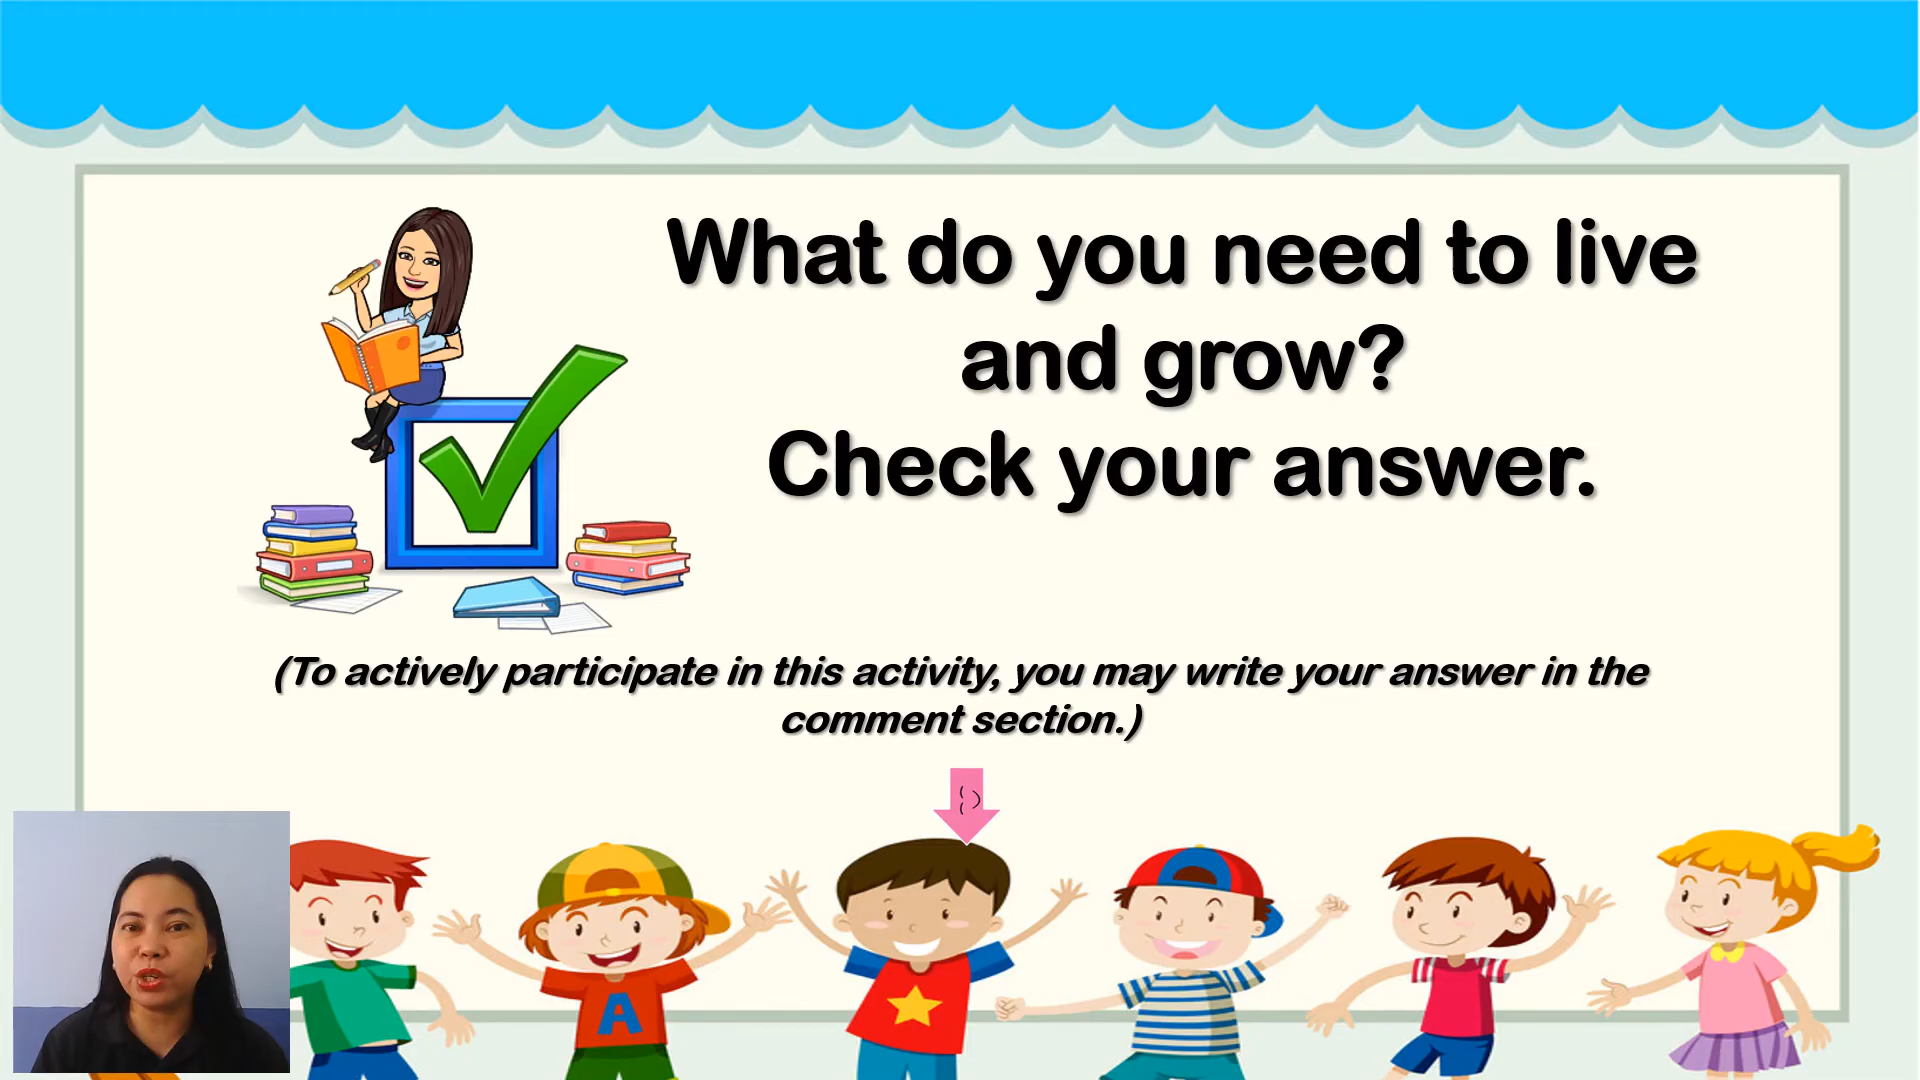 What do you need to live
and grow?
Check your answer.
(To actively participate in this activity, you may write your answer in the
comment section.)
A